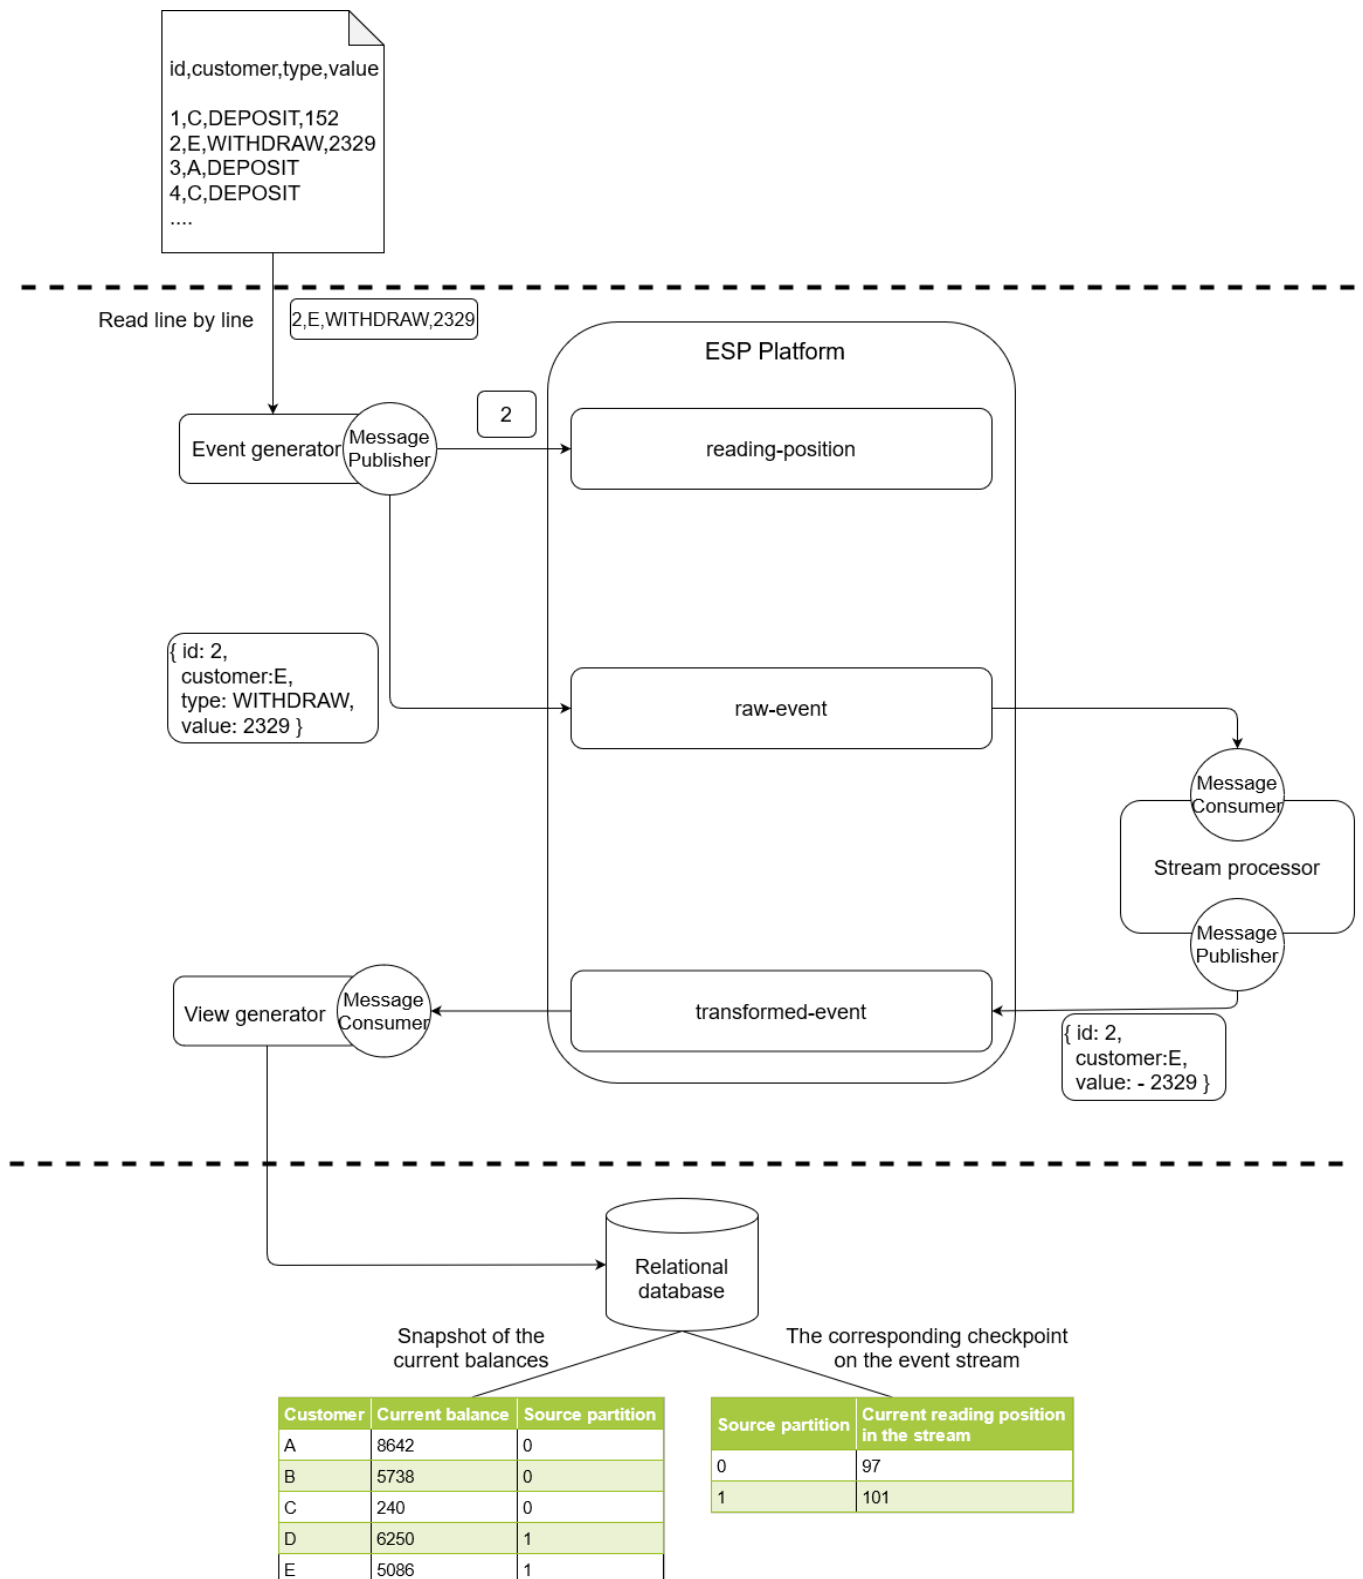 id,customer,type,value
1,C,DEPOSIT,152
2,E,WITHDRAW,2329
3,A,DEPOSIT
4,C,DEPOSIT
....
Read line by line
2,E,WITHDRAW,2329
ESP Platform
2
Event generator
Message
Publisher
reading-position
{ id: 2,
customer:E,
type: WITHDRAW,
value: 2329 }
raw-event
Message
Consumer
Stream processor
Message
Publisher
View generator
Message
Consumer
transformed-event
{ id: 2,
customer:E,
value: - 2329 }
Relational
database
Snapshot of the
current balances
The corresponding checkpoint
on the event stream
Customer Current balance Source partition
A 8642 0
B 5738 0
C 240 0
D 6250 1
E 5086 1
Source partition Current reading position
in the stream
0 97
1 101